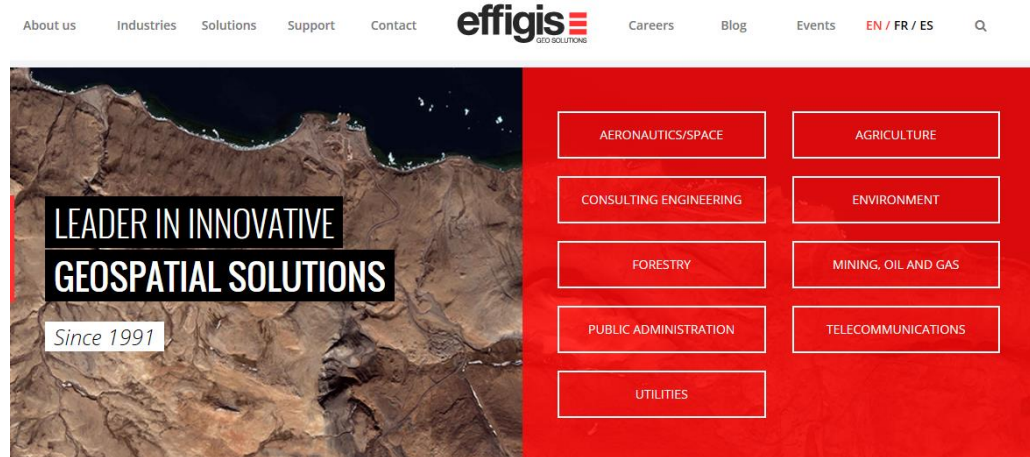 About us Industries Solutions Support Contact effigis GEO SOLUTIONS Careers Blog Events EN / FR / ES
LEADER IN INNOVATIVE
GEOSPATIAL SOLUTIONS
Since 1991
AERONAUTICS/SPACE AGRICULTURE
CONSULTING ENGINEERING ENVIRONMENT
FORESTRY MINING, OIL AND GAS
PUBLIC ADMINISTRATION TELECOMMUNICATIONS
UTILITIES